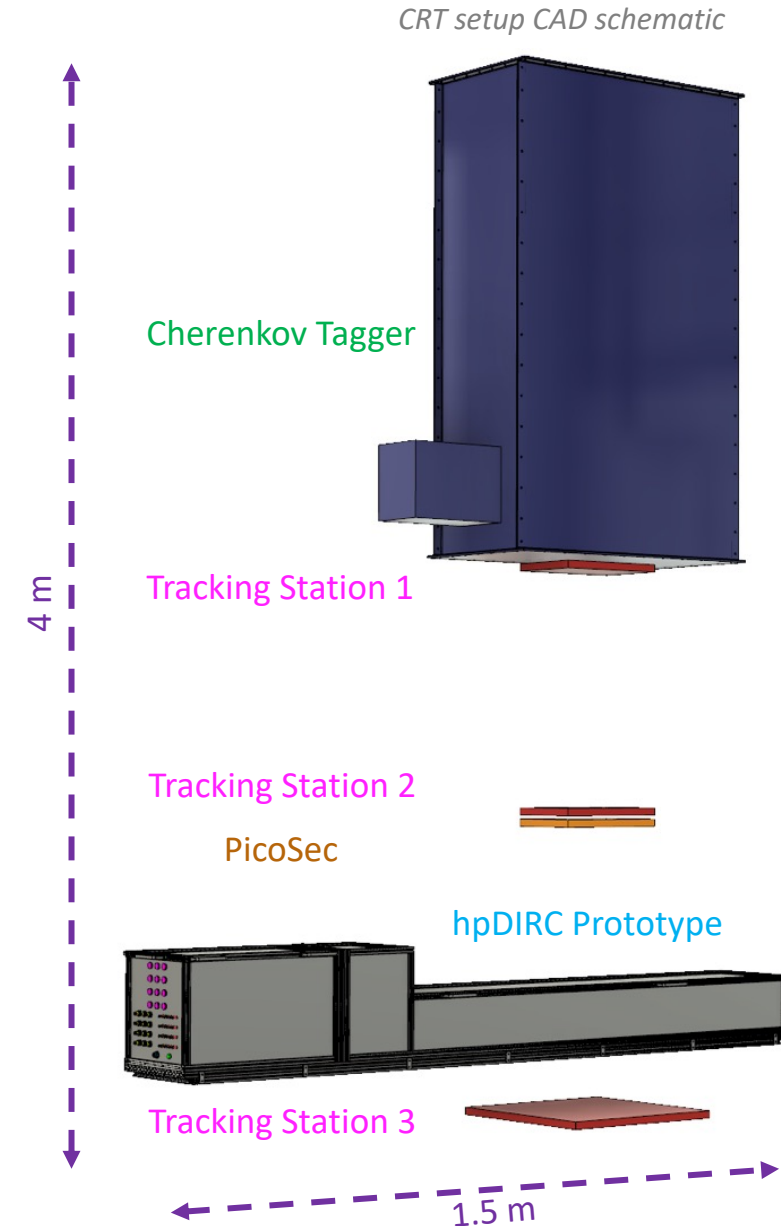 CRT setup CAD schematic
Cherenkov Tagger
Tracking Station 1
4 m
Tracking Station 2
PicoSec
hpDIRC Prototype
Tracking Station 3
1.5 m